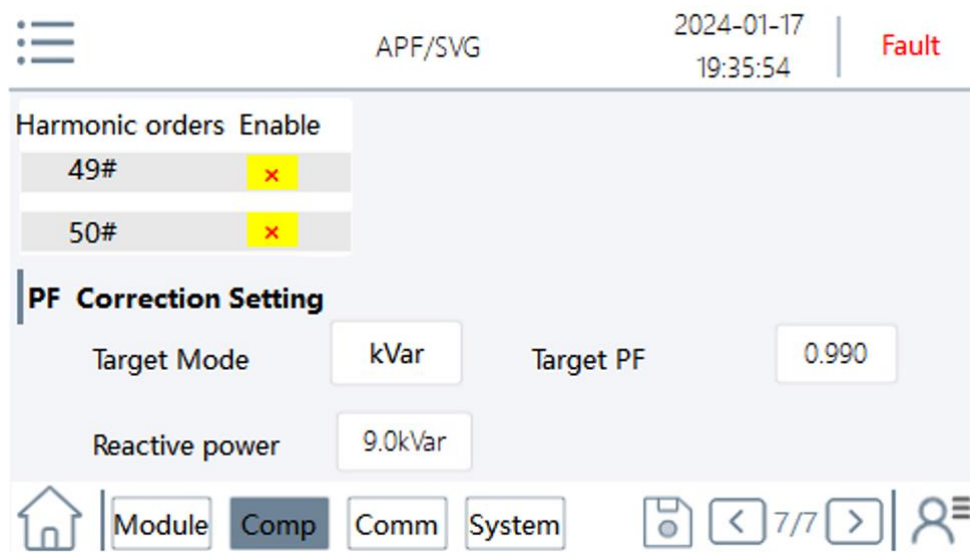 APF/SVG
2024-01-17
19:35:54
Fault
Harmonic orders Enable
49# ×
50# ×
PF Correction Setting
Target Mode kVar Target PF 0.990
Reactive power 9.0kVar
Module Comp Comm System < 7/7 >